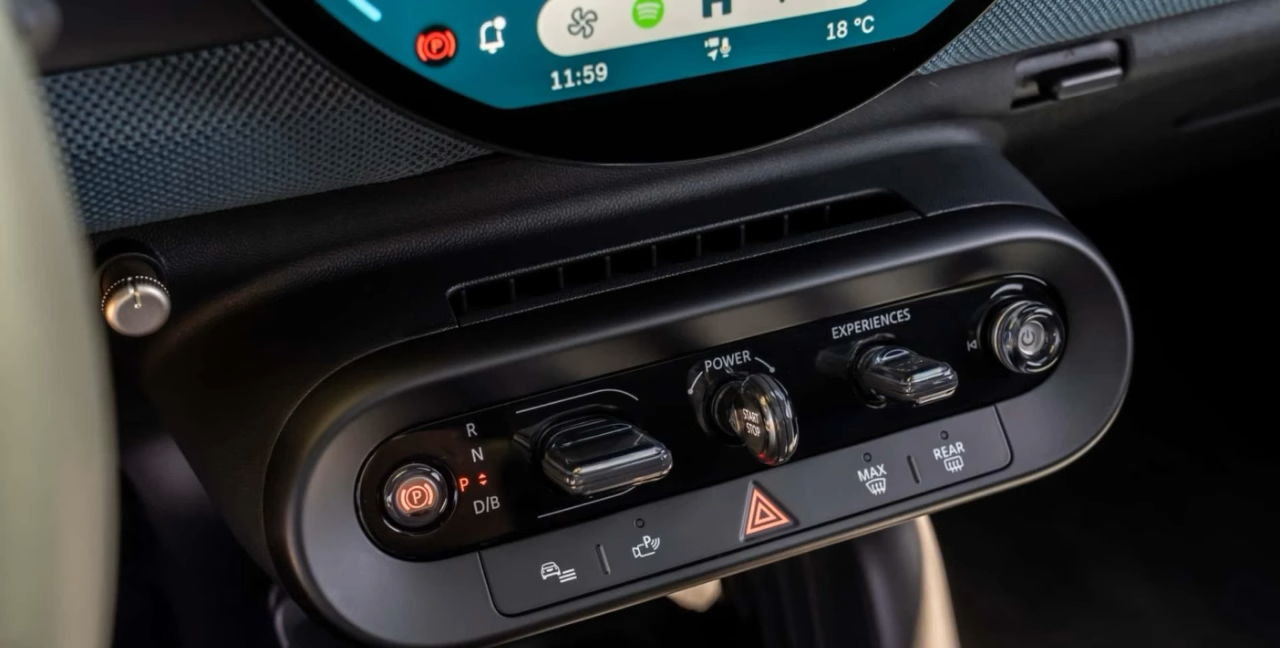 P
18 °C
11:59
EXPERIENCES
POWER
START
STOP
R
N
P
P
D/B
MAX
REAR
P